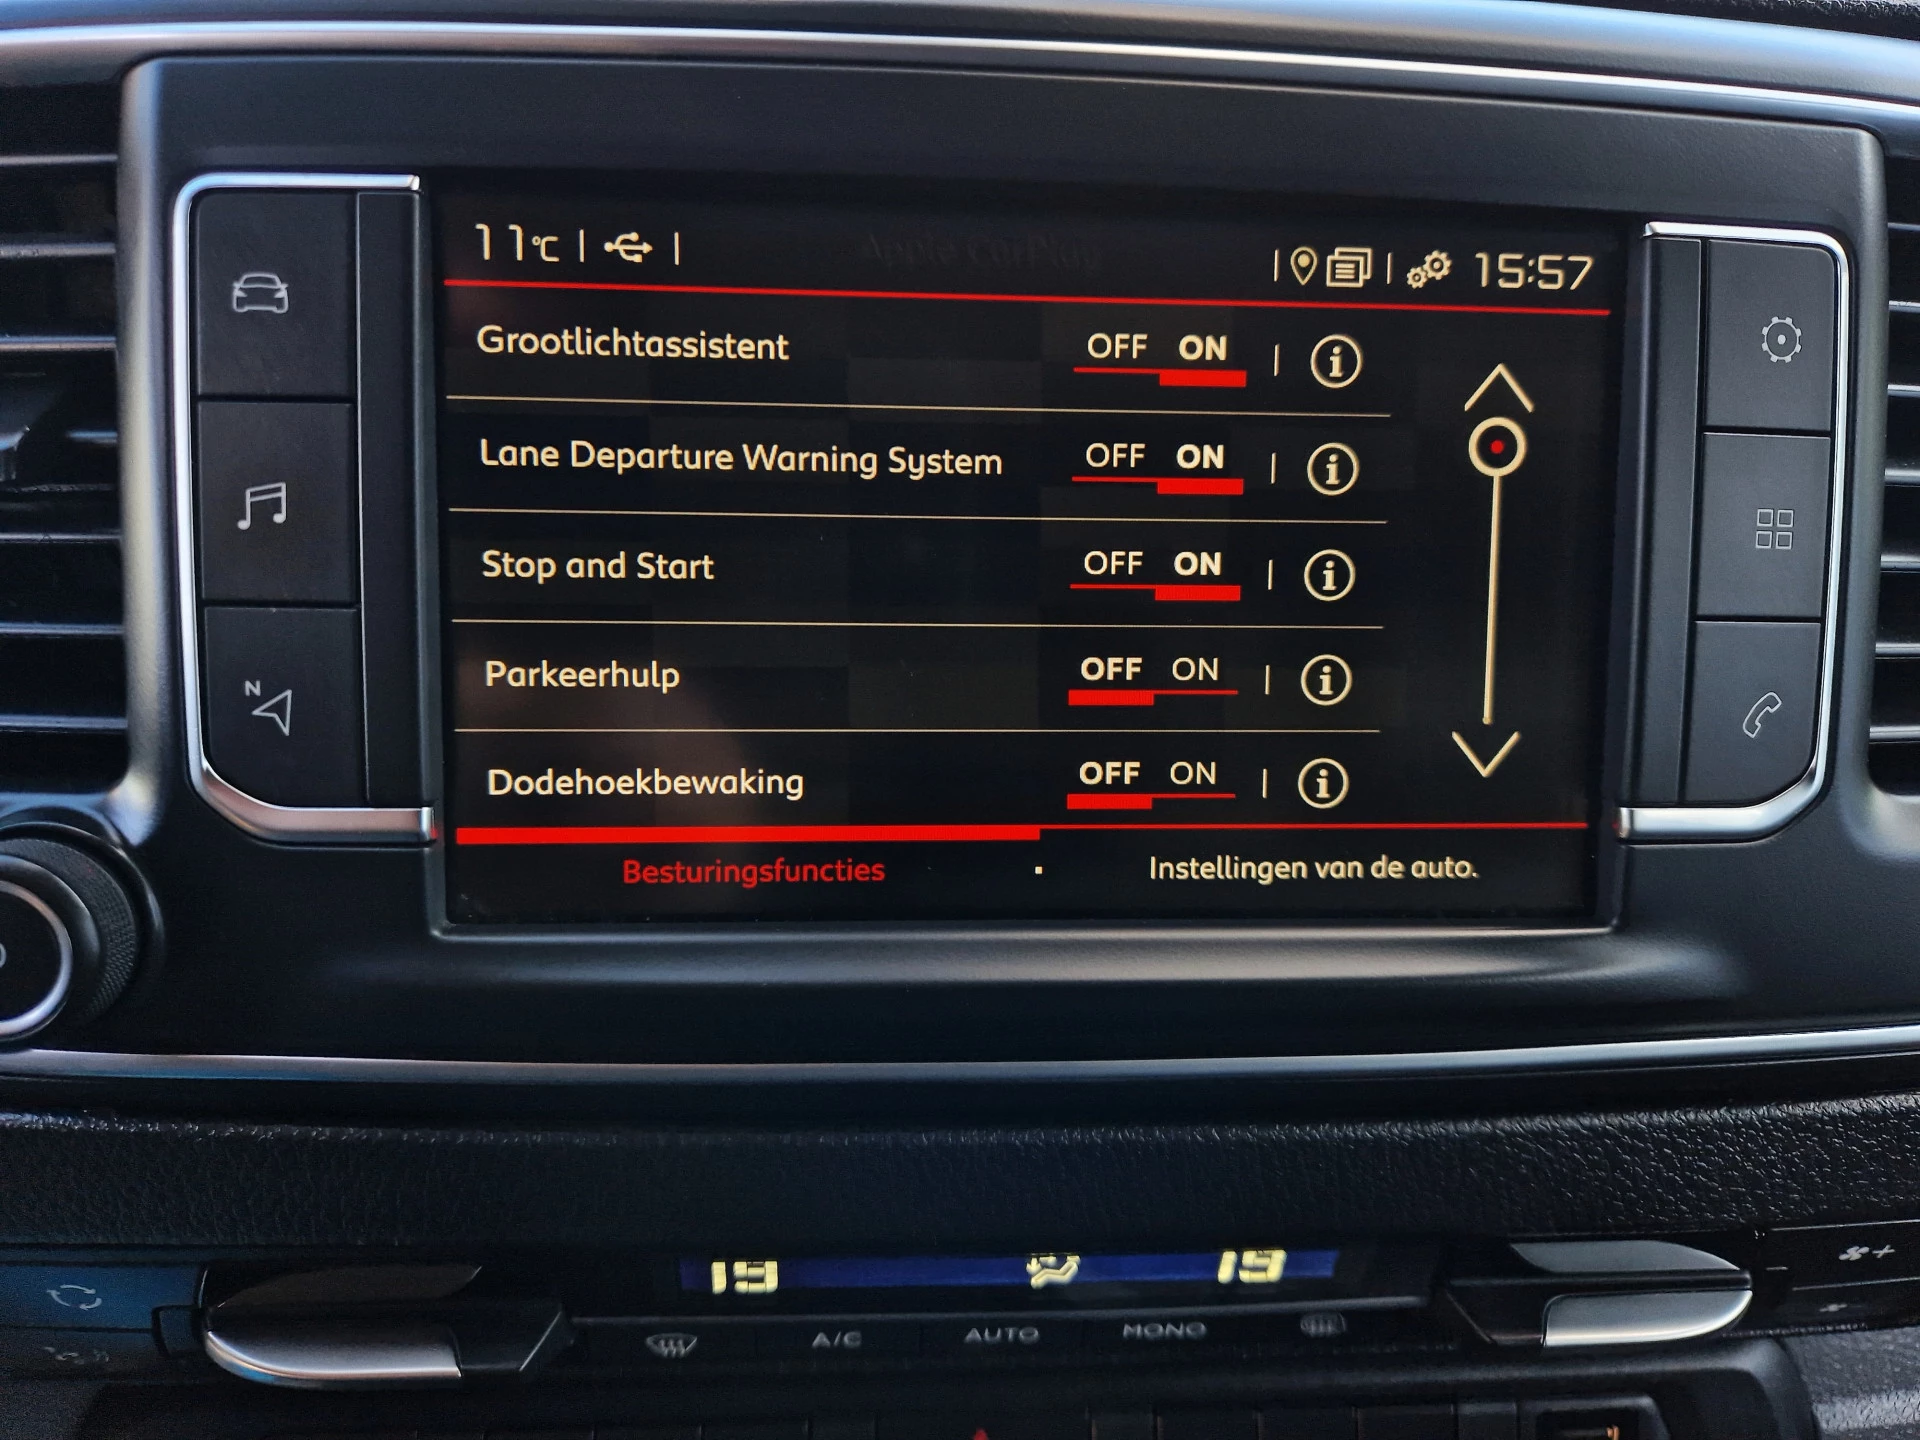 11°C 15:57
Grootlichtassistent OFF ON
Lane Departure Warning System OFF ON
Stop and Start OFF ON
Parkeerhulp OFF ON
Dodehoekbewaking OFF ON
Besturingsfuncties Instellingen van de auto.
N
19 19
A/C AUTO MONO